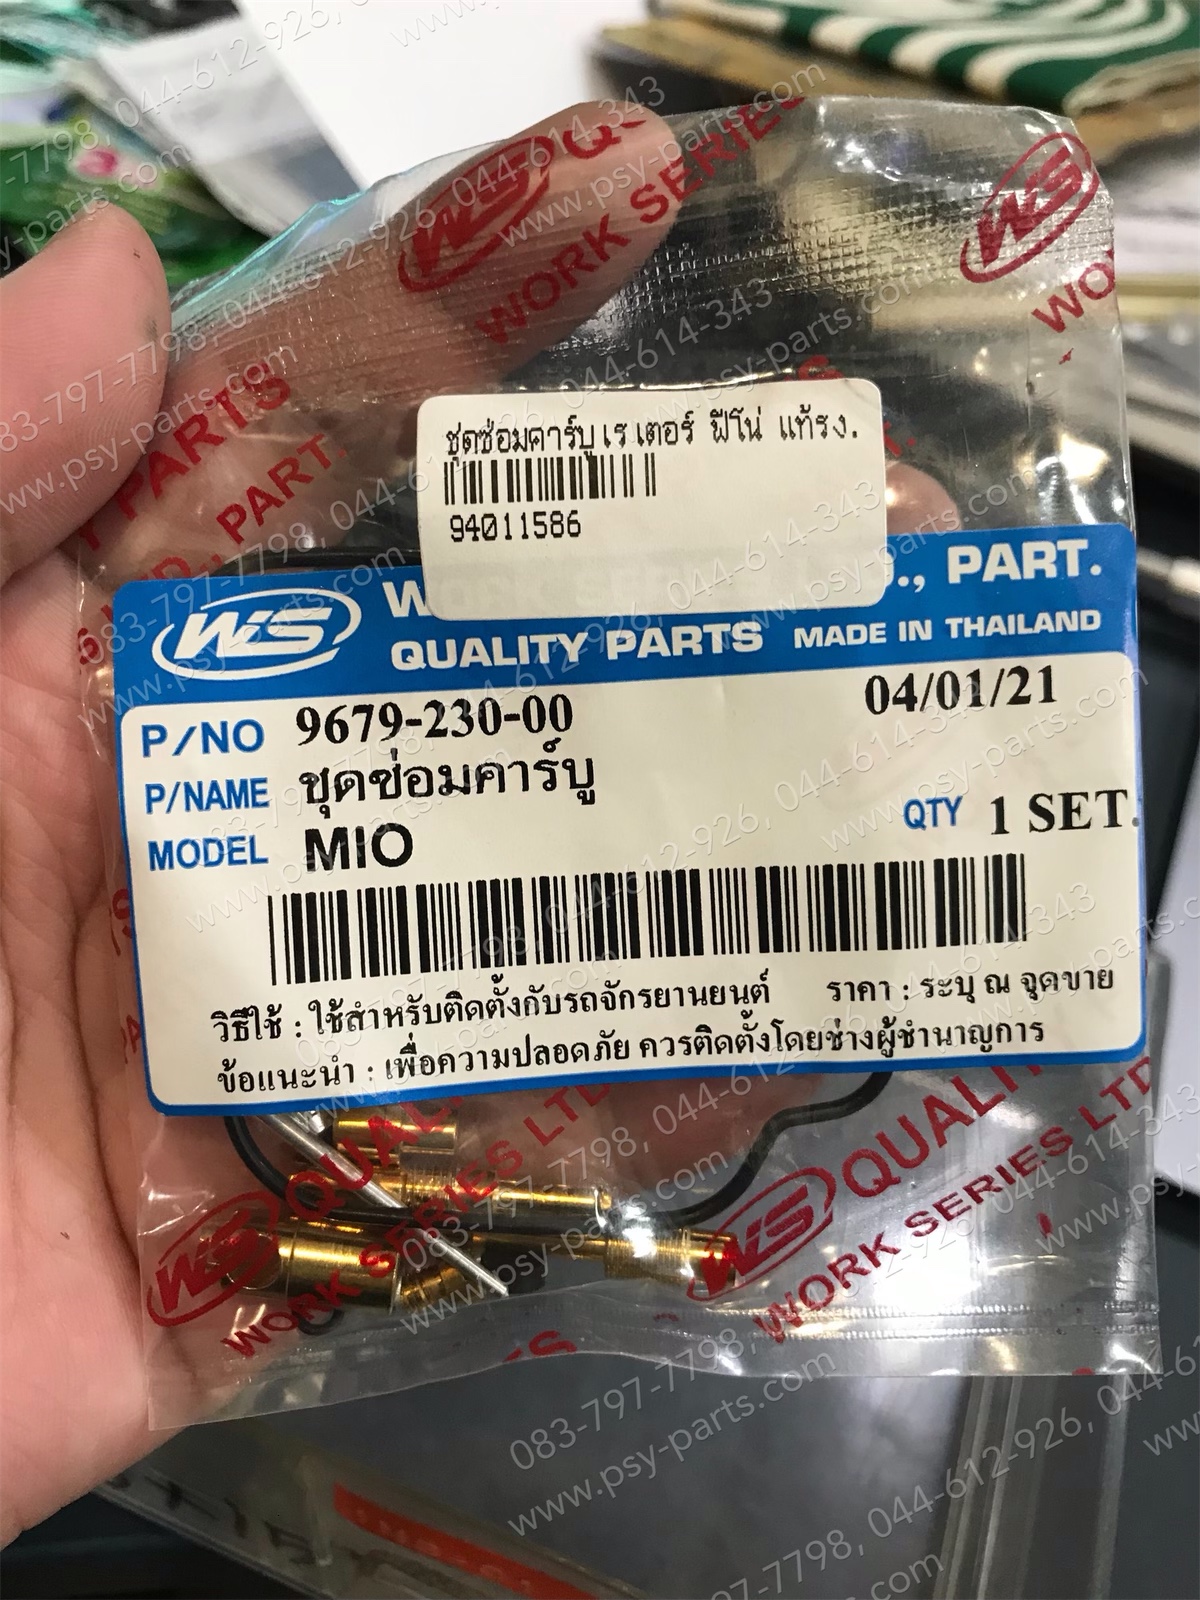 ชุดซ่อมคาร์บูเรเตอร์ ฟีโน่ แท้รง.
94011586
WS
QUALITY PARTS MADE IN THAILAND
PART.
P/NO 9679-230-00 04/01/21
P/NAME ชุดซ่อมคาร์บู
MODEL MIO QTY 1 SET.
วิธีใช้ : ใช้สำหรับติดตั้งกับรถจักรยานยนต์ ราคา : ระบุ ณ จุดขาย
ข้อแนะนำ : เพื่อความปลอดภัย ควรติดตั้งโดยช่างผู้ชำนาญการ
WS QUALI
WORK SERIES LTD
083-797-7798, 044-612-926, 044-614-343
www.psy-parts.com